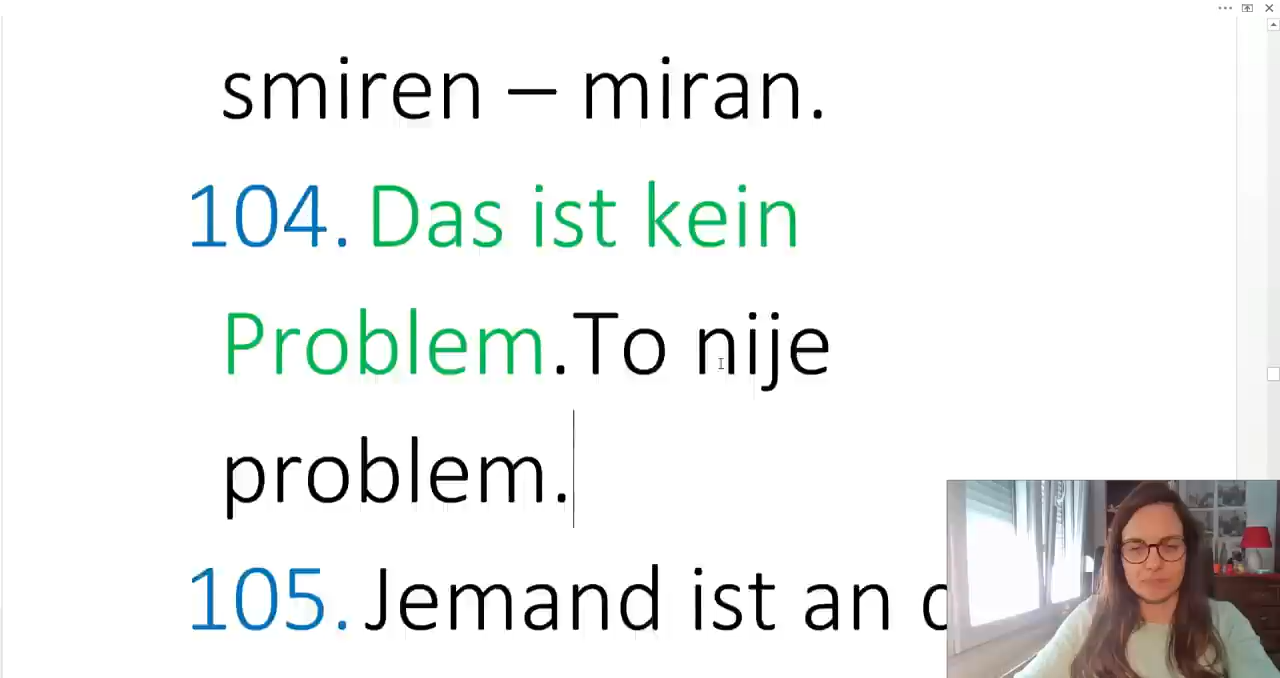 smiren – miran.
104. Das ist kein
Problem.To nije
problem.
105. Jemand ist an